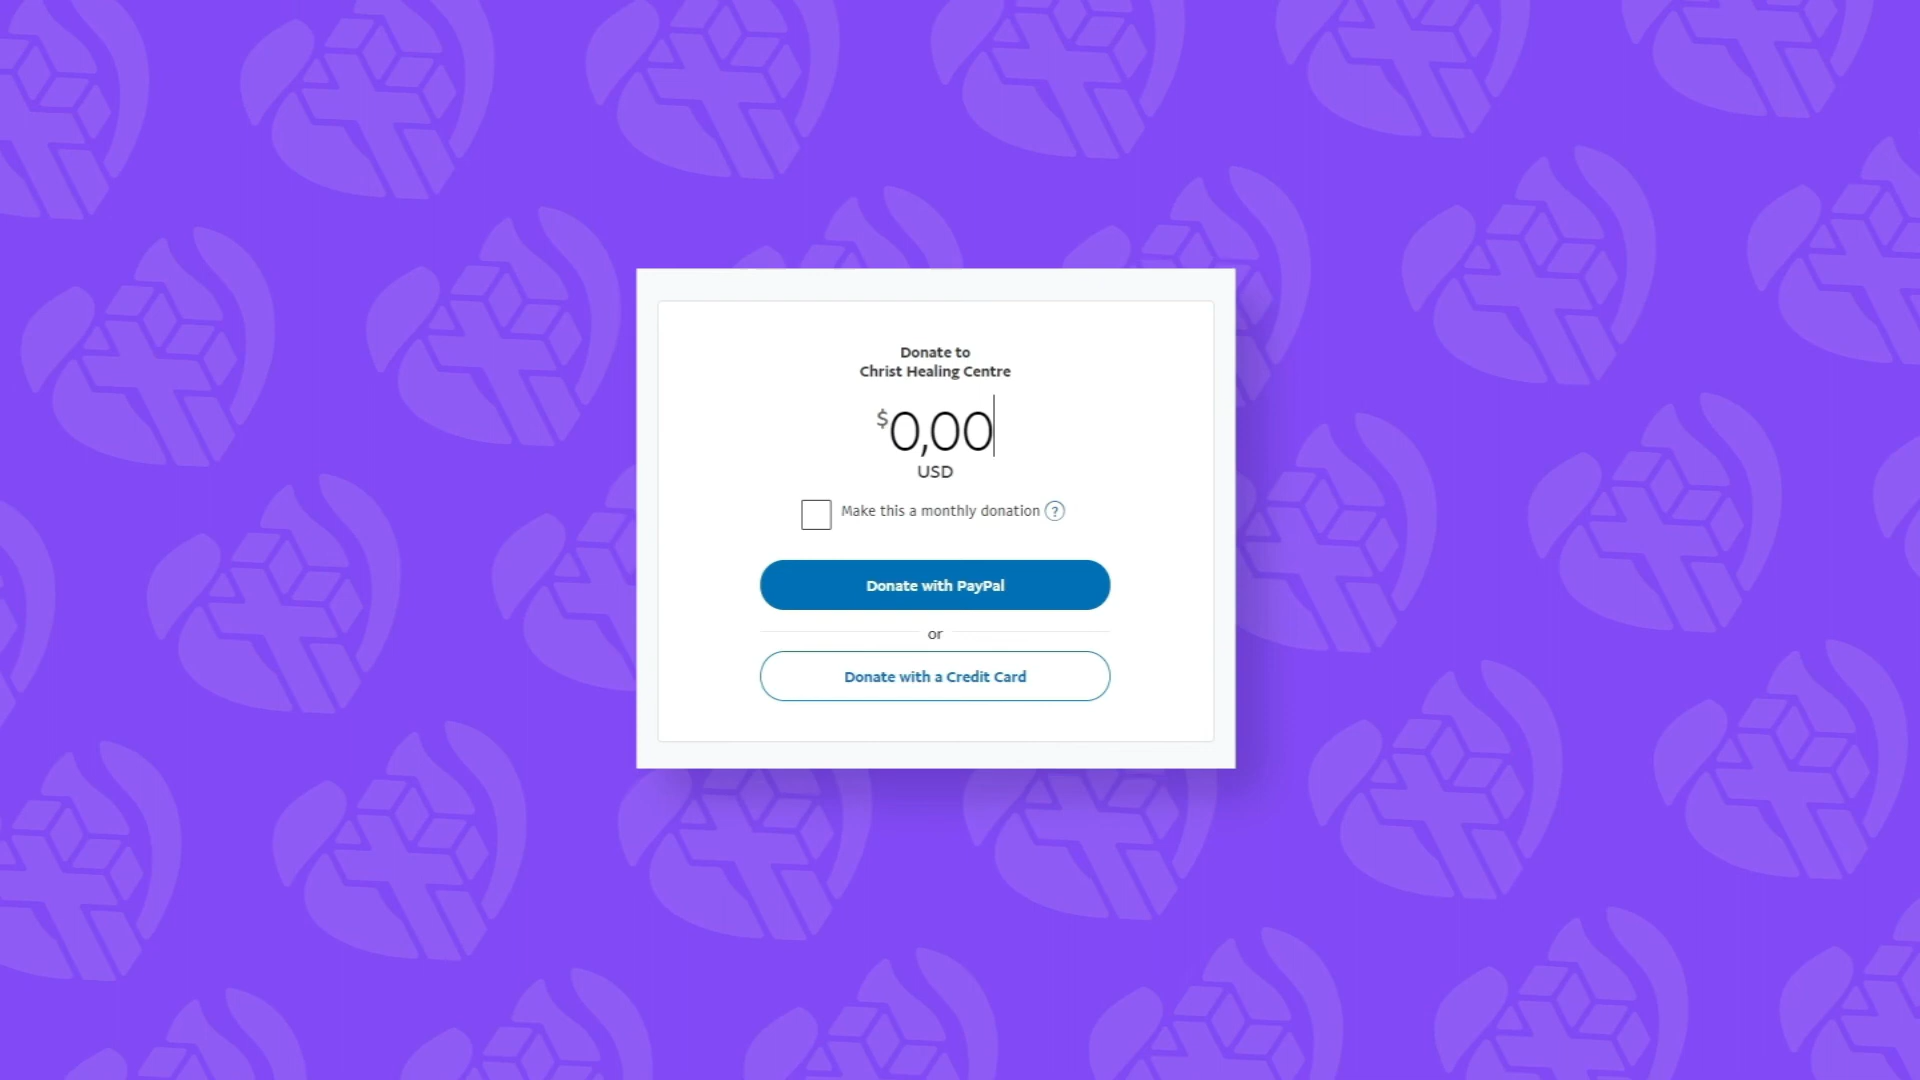 Donate to
Christ Healing Centre
$0,00
USD
Make this a monthly donation ?
Donate with PayPal
or
Donate with a Credit Card